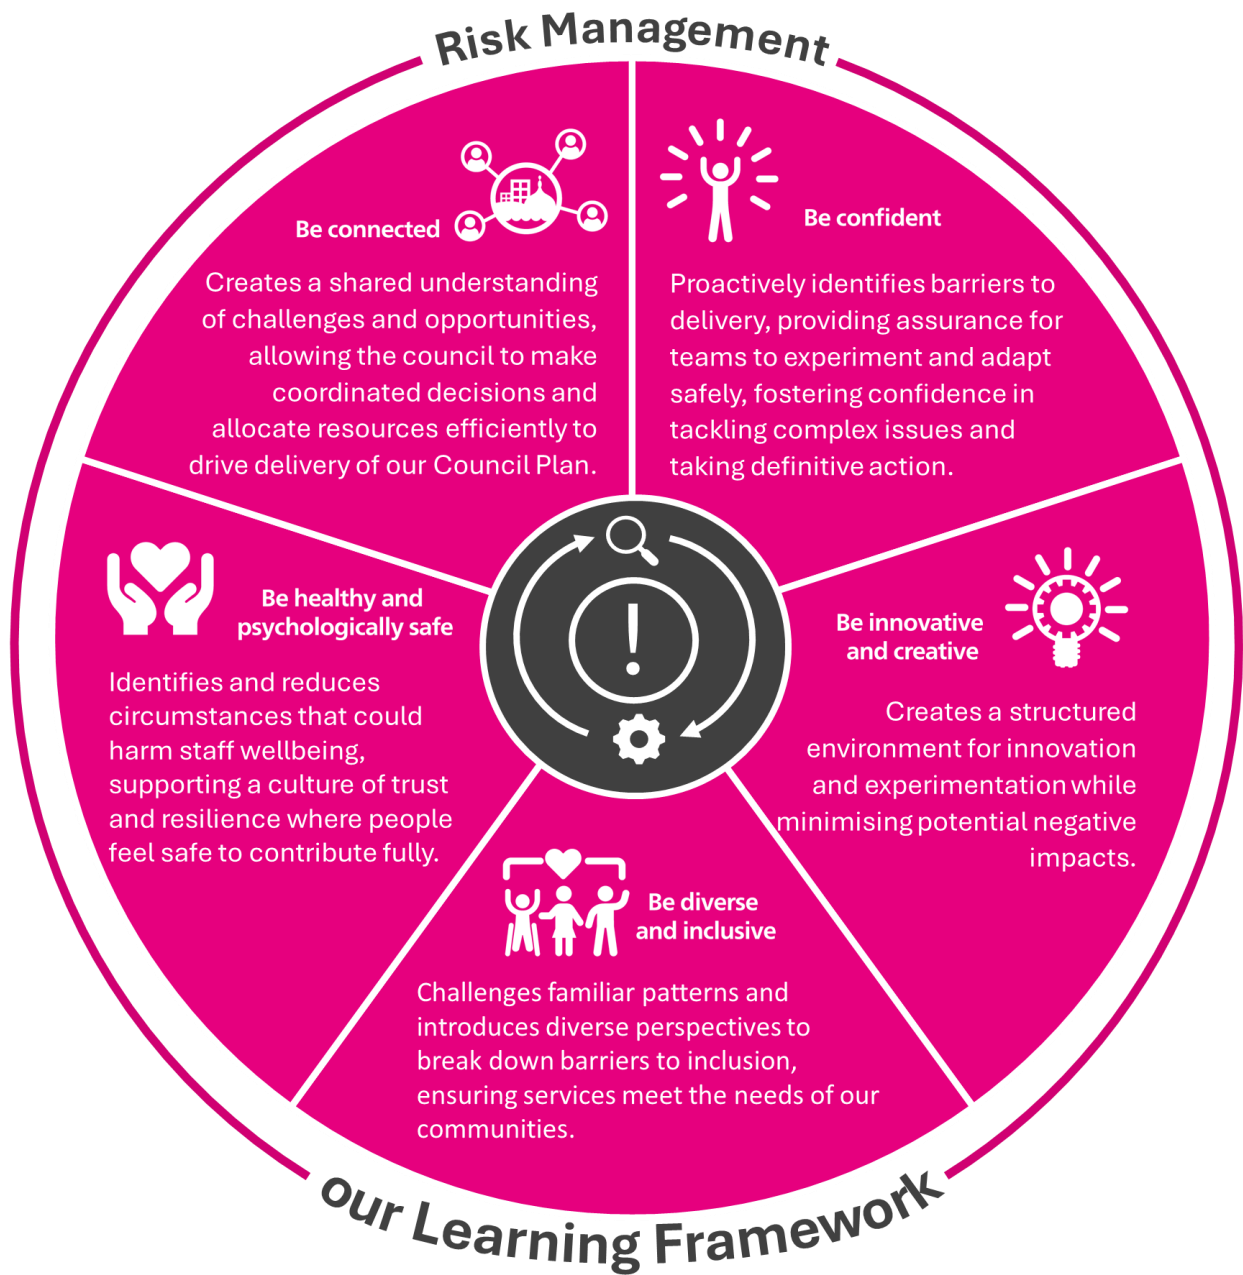 Risk Management
Be connected
Creates a shared understanding
of challenges and opportunities,
allowing the council to make
coordinated decisions and
allocate resources efficiently to
drive delivery of our Council Plan.
Be confident
Proactively identifies barriers to
delivery, providing assurance for
teams to experiment and adapt
safely, fostering confidence in
tackling complex issues and
taking definitive action.
Be healthy and
psychologically safe
Identifies and reduces
circumstances that could
harm staff wellbeing,
supporting a culture of trust
and resilience where people
feel safe to contribute fully.
!
Be innovative
and creative
Creates a structured
environment for innovation
and experimentation while
minimising potential negative
impacts.
Be diverse
and inclusive
Challenges familiar patterns and
introduces diverse perspectives to
break down barriers to inclusion,
ensuring services meet the needs of our
communities.
our Learning Framework